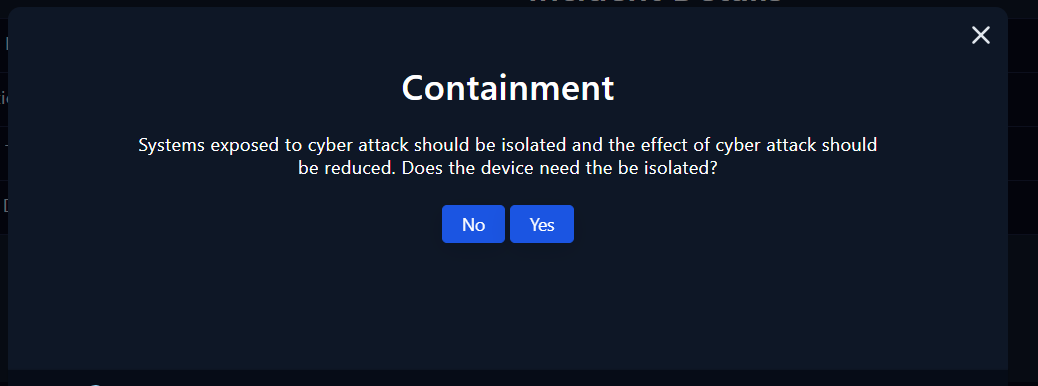 Containment
Systems exposed to cyber attack should be isolated and the effect of cyber attack should
be reduced. Does the device need the be isolated?
No
Yes